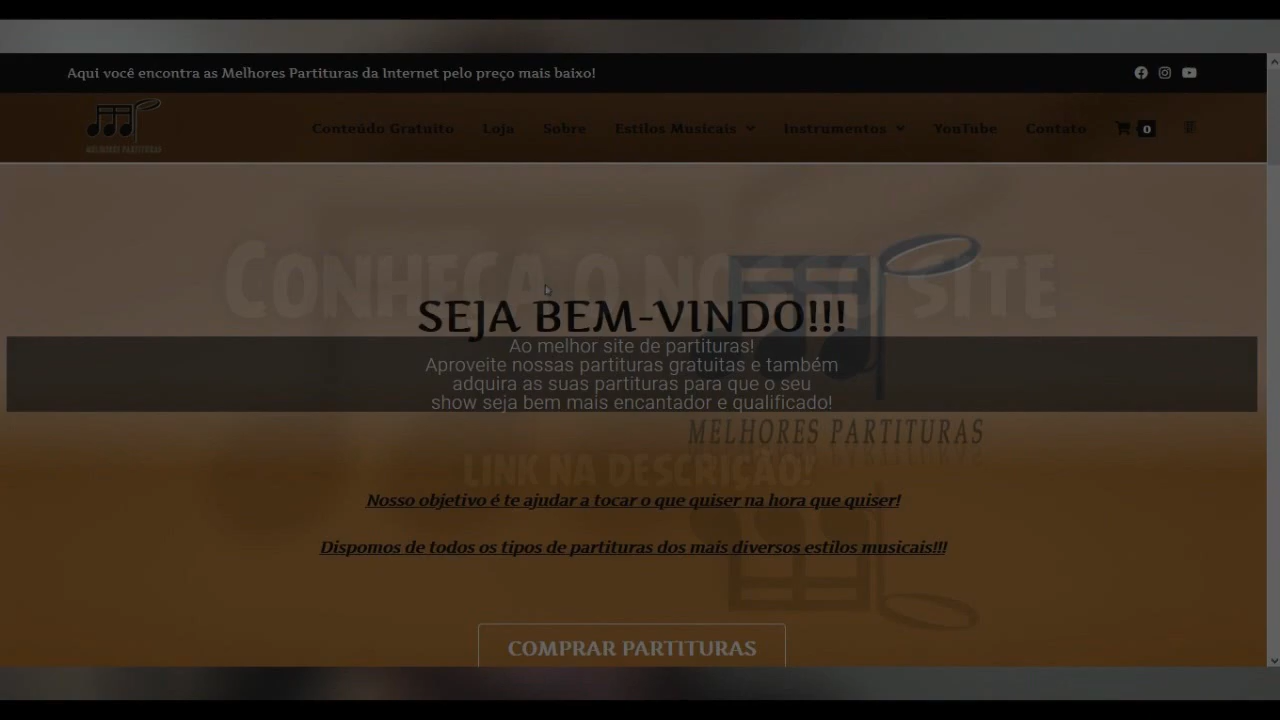 Aqui você encontra as Melhores Partituras da Internet pelo preço mais baixo!
MELHORES PARTITURAS
Conteúdo Gratuito Loja Sobre Estilos Musicais Instrumentos YouTube Contato 0
CONHEÇA O NOSSO SITE
SEJA BEM-VINDO!!!
Ao melhor site de partituras!
Aproveite nossas partituras gratuitas e também
adquira as suas partituras para que o seu
show seja bem mais encantador e qualificado!
MELHORES PARTITURAS
LINK NA DESCRIÇÃO!
Nosso objetivo é te ajudar a tocar o que quiser na hora que quiser!
Dispomos de todos os tipos de partituras dos mais diversos estilos musicais!!!
COMPRAR PARTITURAS